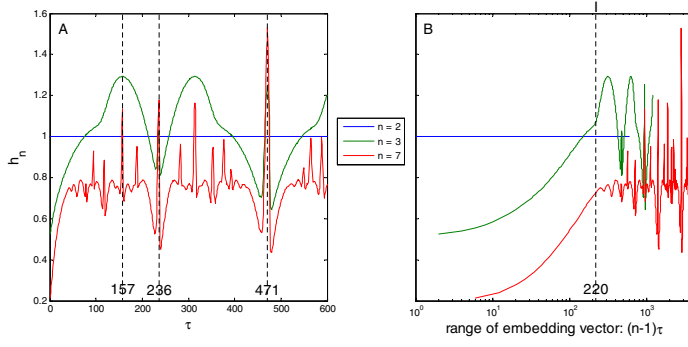 A
B
h_n
1.6
1.4
1.2
1
0.8
0.6
0.4
0.2
157
236
471
0 100 200 300 400 500 600
τ
n = 2
n = 3
n = 7
220
10^0 10^1 10^2 10^3
range of embedding vector: (n-1)τ